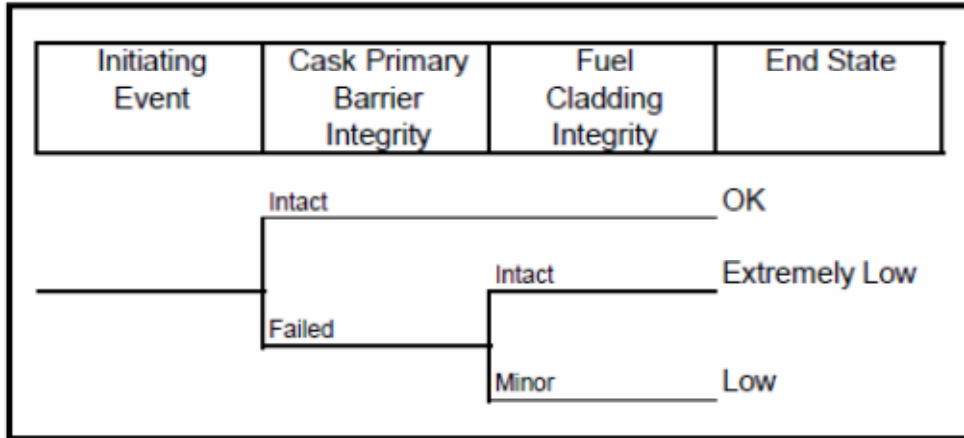 Initiating
Event
Cask Primary
Barrier
Integrity
Fuel
Cladding
Integrity
End State
Intact
OK
Intact
Extremely Low
Failed
Minor
Low